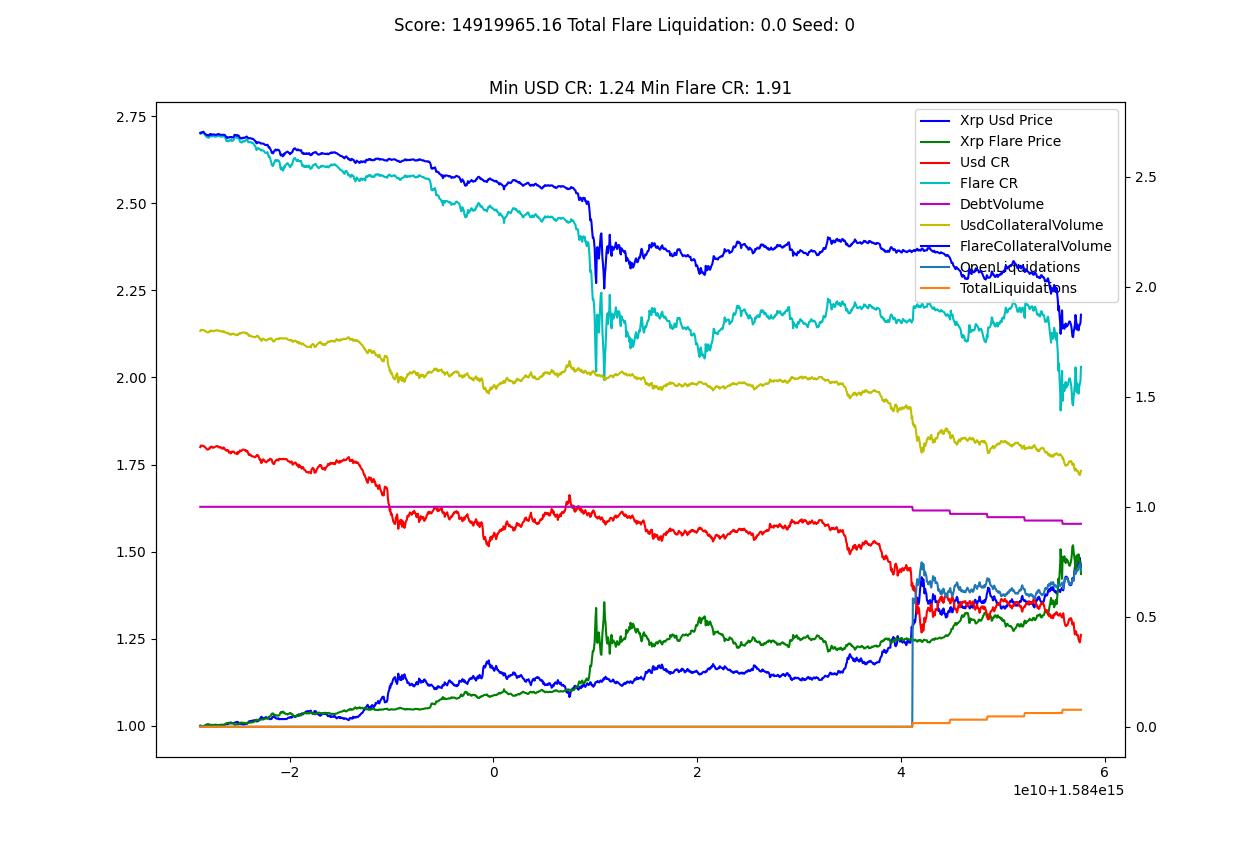 Score: 14919965.16 Total Flare Liquidation: 0.0 Seed: 0
Min USD CR: 1.24 Min Flare CR: 1.91
Xrp Usd Price
Xrp Flare Price
Usd CR
Flare CR
DebtVolume
UsdCollateralVolume
FlareCollateralVolume
OpenLiquidations
TotalLiquidations
2.75
2.50
2.25
2.00
1.75
1.50
1.25
1.00
2.5
2.0
1.5
1.0
0.5
0.0
−2
0
2
4
6
1e10+1.584e15